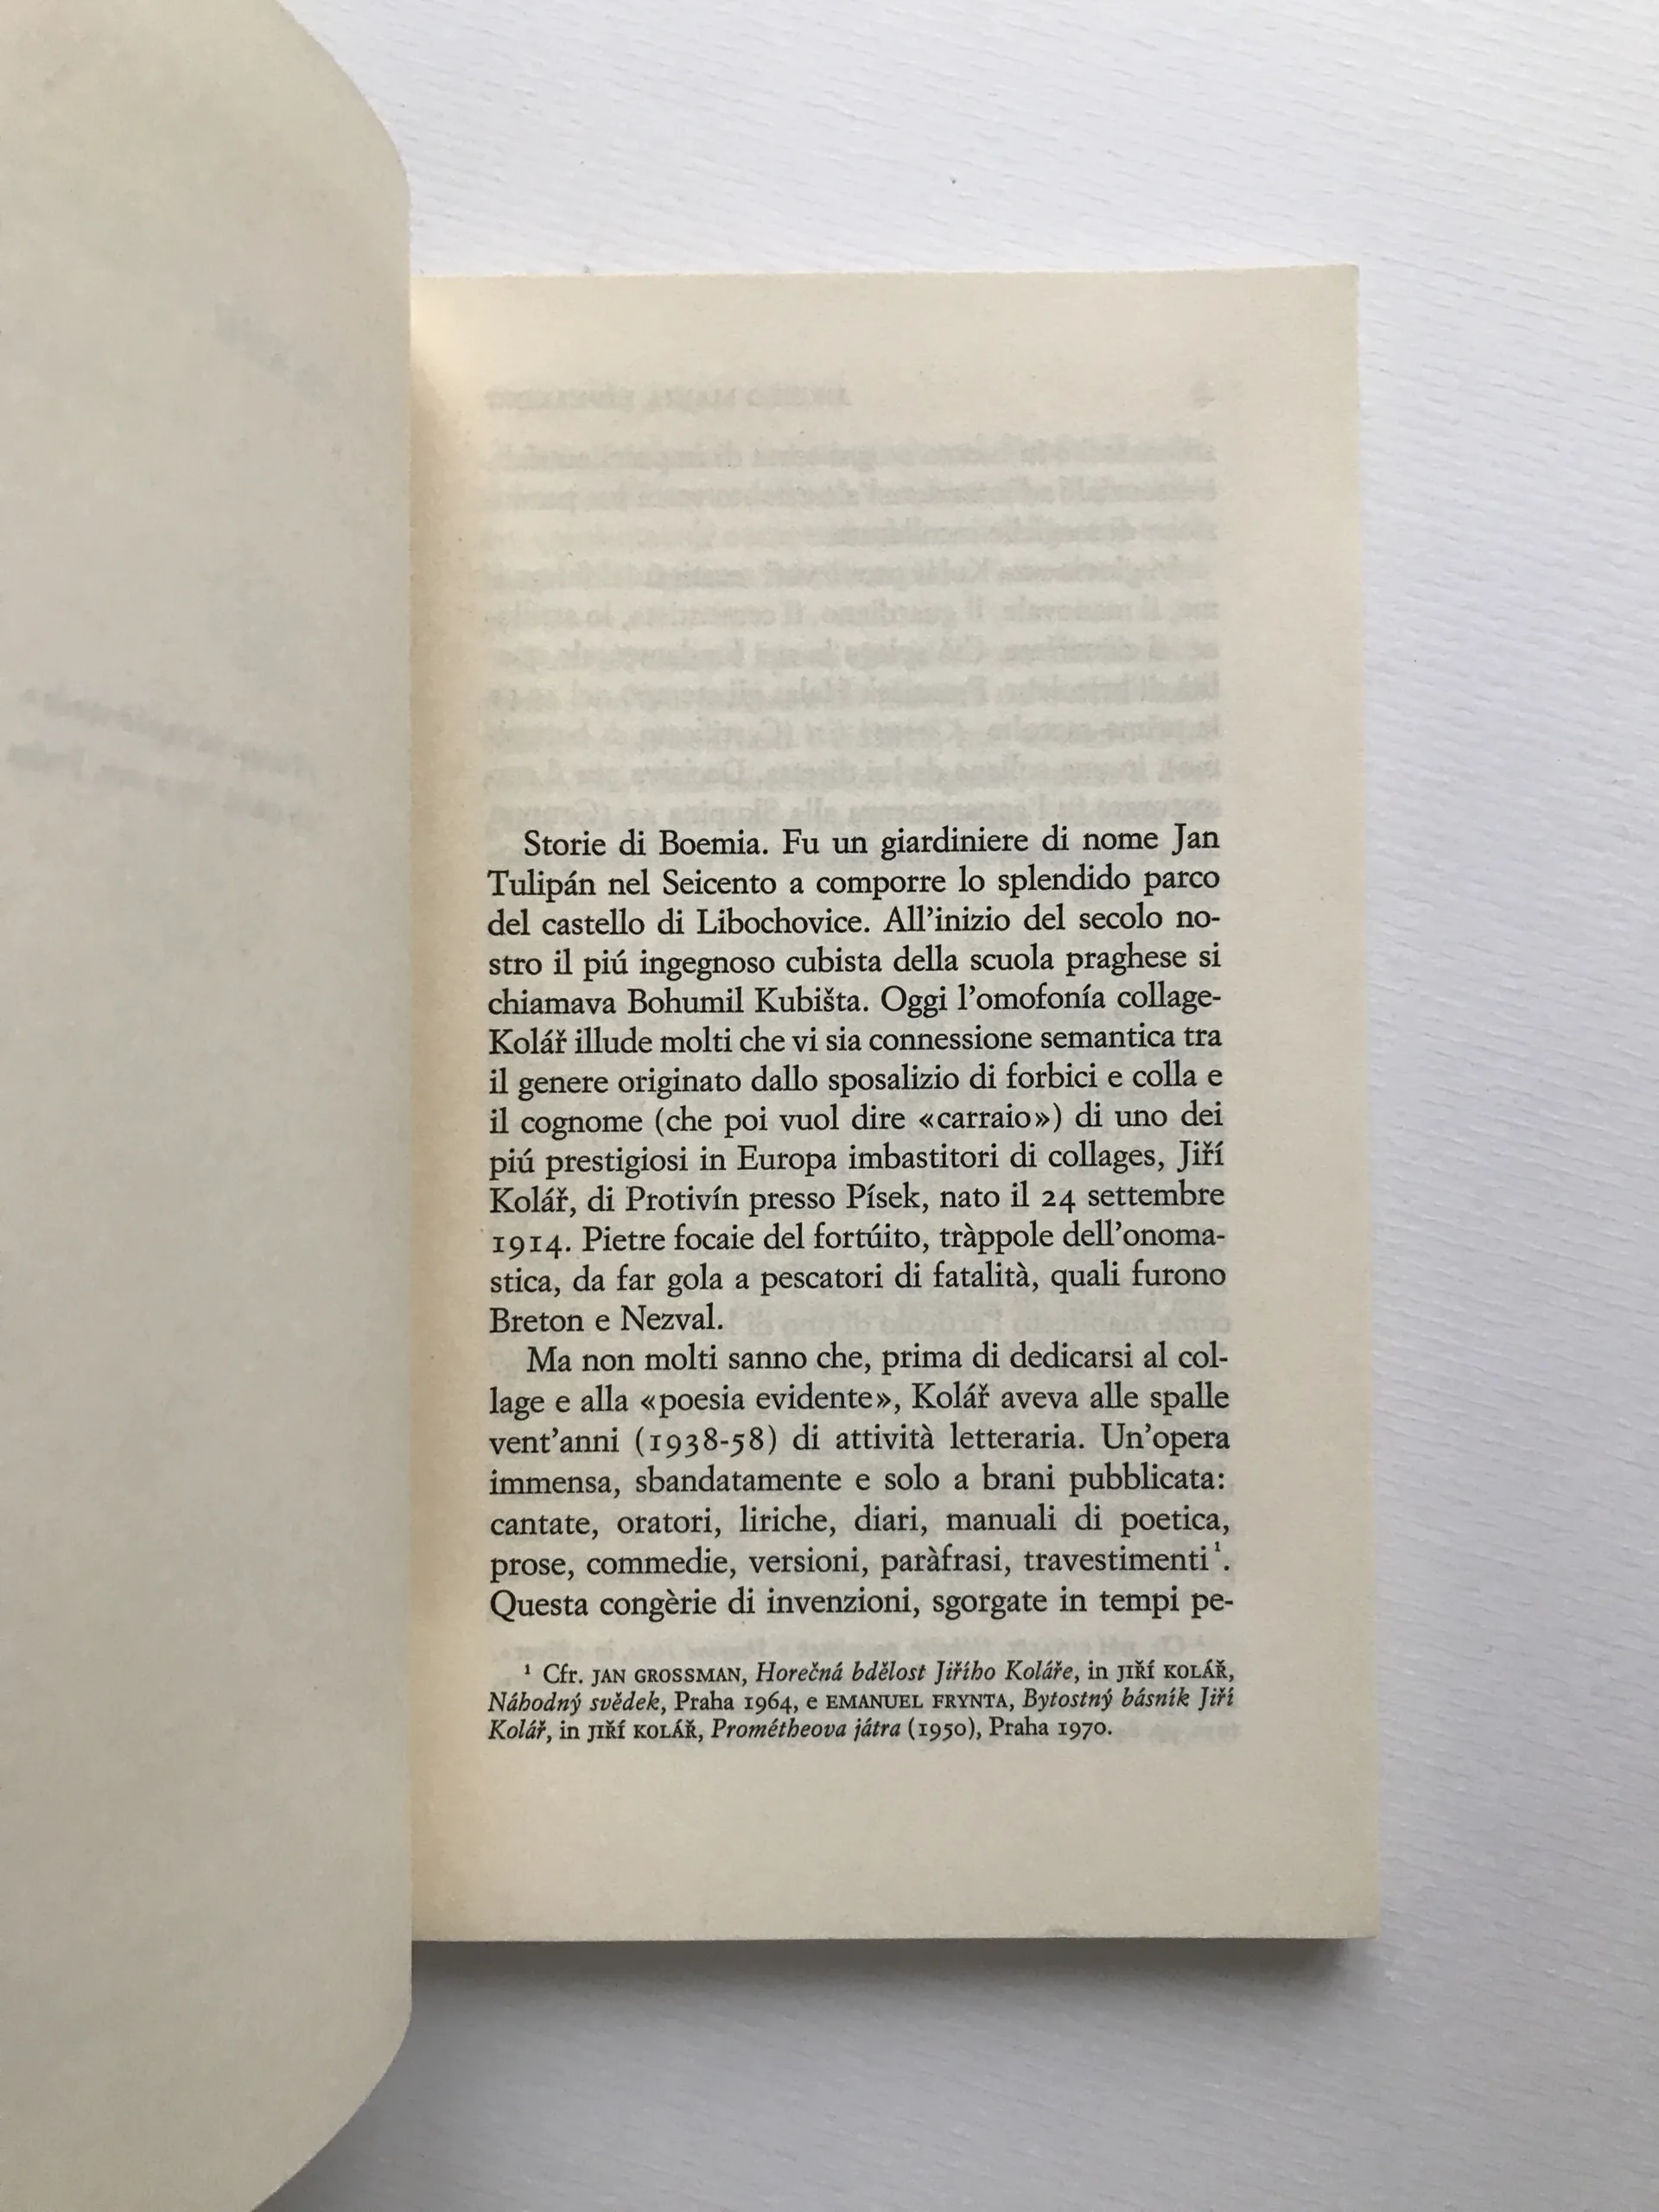 Storie di Boemia. Fu un giardiniere di nome Jan
Tulipán nel Seicento a comporre lo splendido parco
del castello di Libochovice. All'inizio del secolo no-
stro il piú ingegnoso cubista della scuola praghese si
chiamava Bohumil Kubišta. Oggi l'omofonía collage-
Kolář illude molti che vi sia connessione semantica tra
il genere originato dallo sposalizio di forbici e colla e
il cognome (che poi vuol dire «carraio») di uno dei
piú prestigiosi in Europa imbastitori di collages, Jiří
Kolář, di Protivín presso Písek, nato il 24 settembre
1914. Pietre focaie del fortúito, tràppole dell'onoma-
stica, da far gola a pescatori di fatalità, quali furono
Breton e Nezval.
Ma non molti sanno che, prima di dedicarsi al col-
lage e alla «poesia evidente», Kolář aveva alle spalle
vent'anni (1938-58) di attività letteraria. Un'opera
immensa, sbandatamente e solo a brani pubblicata:
cantate, oratori, liriche, diari, manuali di poetica,
prose, commedie, versioni, paràfrasi, travestimenti¹.
Questa congèrie di invenzioni, sgorgate in tempi pe-
¹ Cfr. JAN GROSSMAN, Horečná bdělost Jiřího Koláře, in JIŘÍ KOLÁŘ,
Náhodný svědek, Praha 1964, e EMANUEL FRYNTA, Bytostný básník Jiří
Kolář, in JIŘÍ KOLÁŘ, Prométheova játra (1950), Praha 1970.